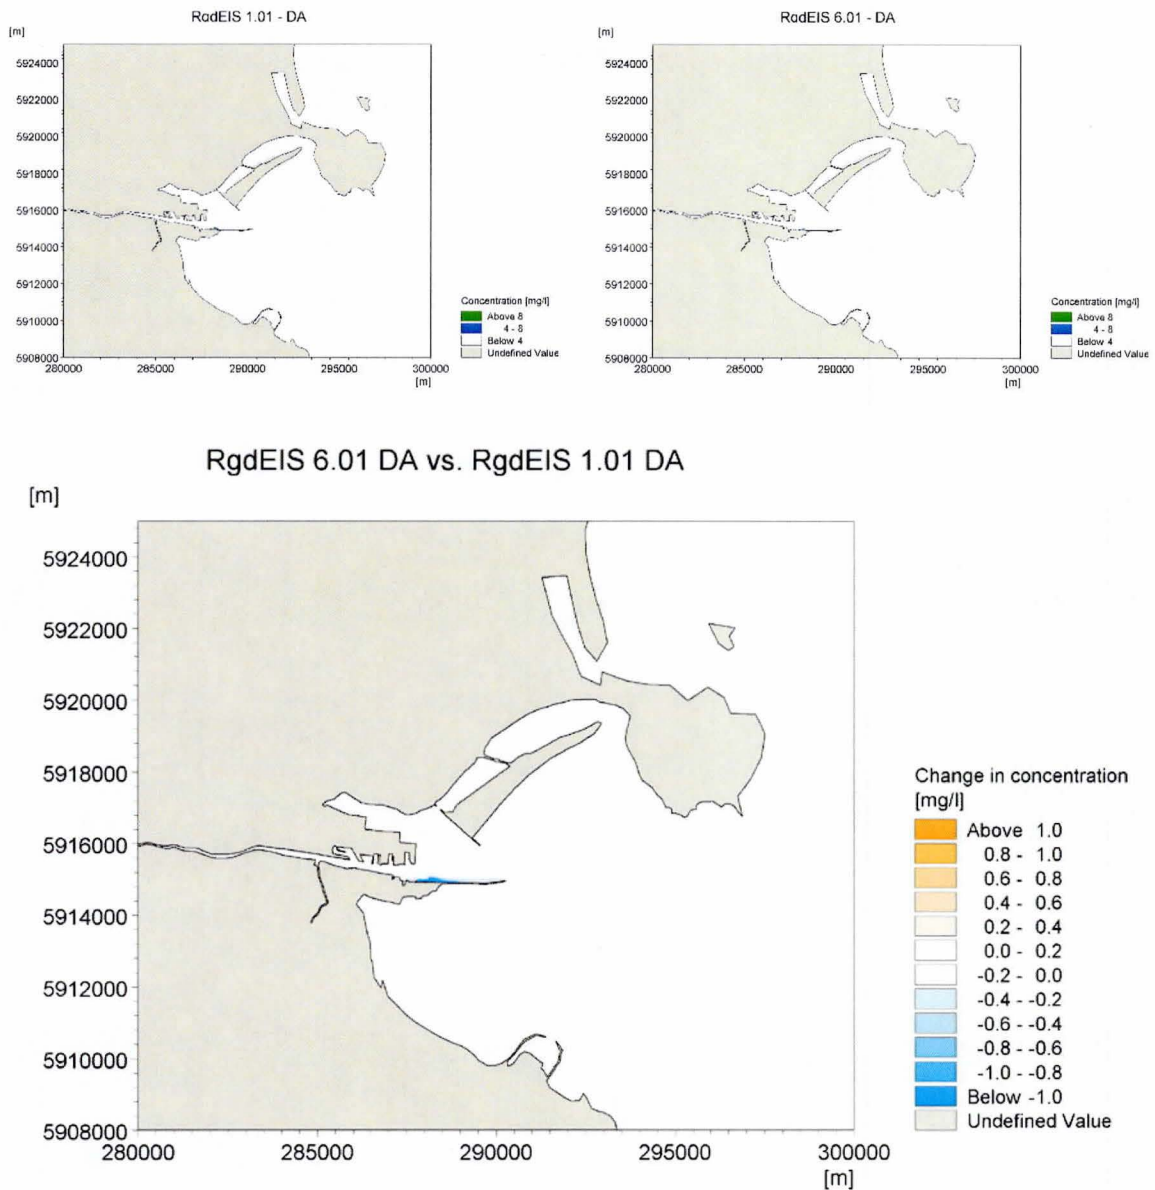 RgdEIS 1.01 - DA
[m]
5924000
5922000
5920000
5918000
5916000
5914000
5912000
5910000
5908000
280000 285000 290000 295000 300000
[m]
Concentration [mg/l]
Above 8
4 - 8
Below 4
Undefined Value
RgdEIS 6.01 - DA
[m]
5924000
5922000
5920000
5918000
5916000
5914000
5912000
5910000
5908000
280000 285000 290000 295000 300000
[m]
Concentration [mg/l]
Above 8
4 - 8
Below 4
Undefined Value
RgdEIS 6.01 DA vs. RgdEIS 1.01 DA
[m]
5924000
5922000
5920000
5918000
5916000
5914000
5912000
5910000
5908000
280000 285000 290000 295000 300000
[m]
Change in concentration
[mg/l]
Above 1.0
0.8 - 1.0
0.6 - 0.8
0.4 - 0.6
0.2 - 0.4
0.0 - 0.2
-0.2 - 0.0
-0.4 - -0.2
-0.6 - -0.4
-0.8 - -0.6
-1.0 - -0.8
Below -1.0
Undefined Value